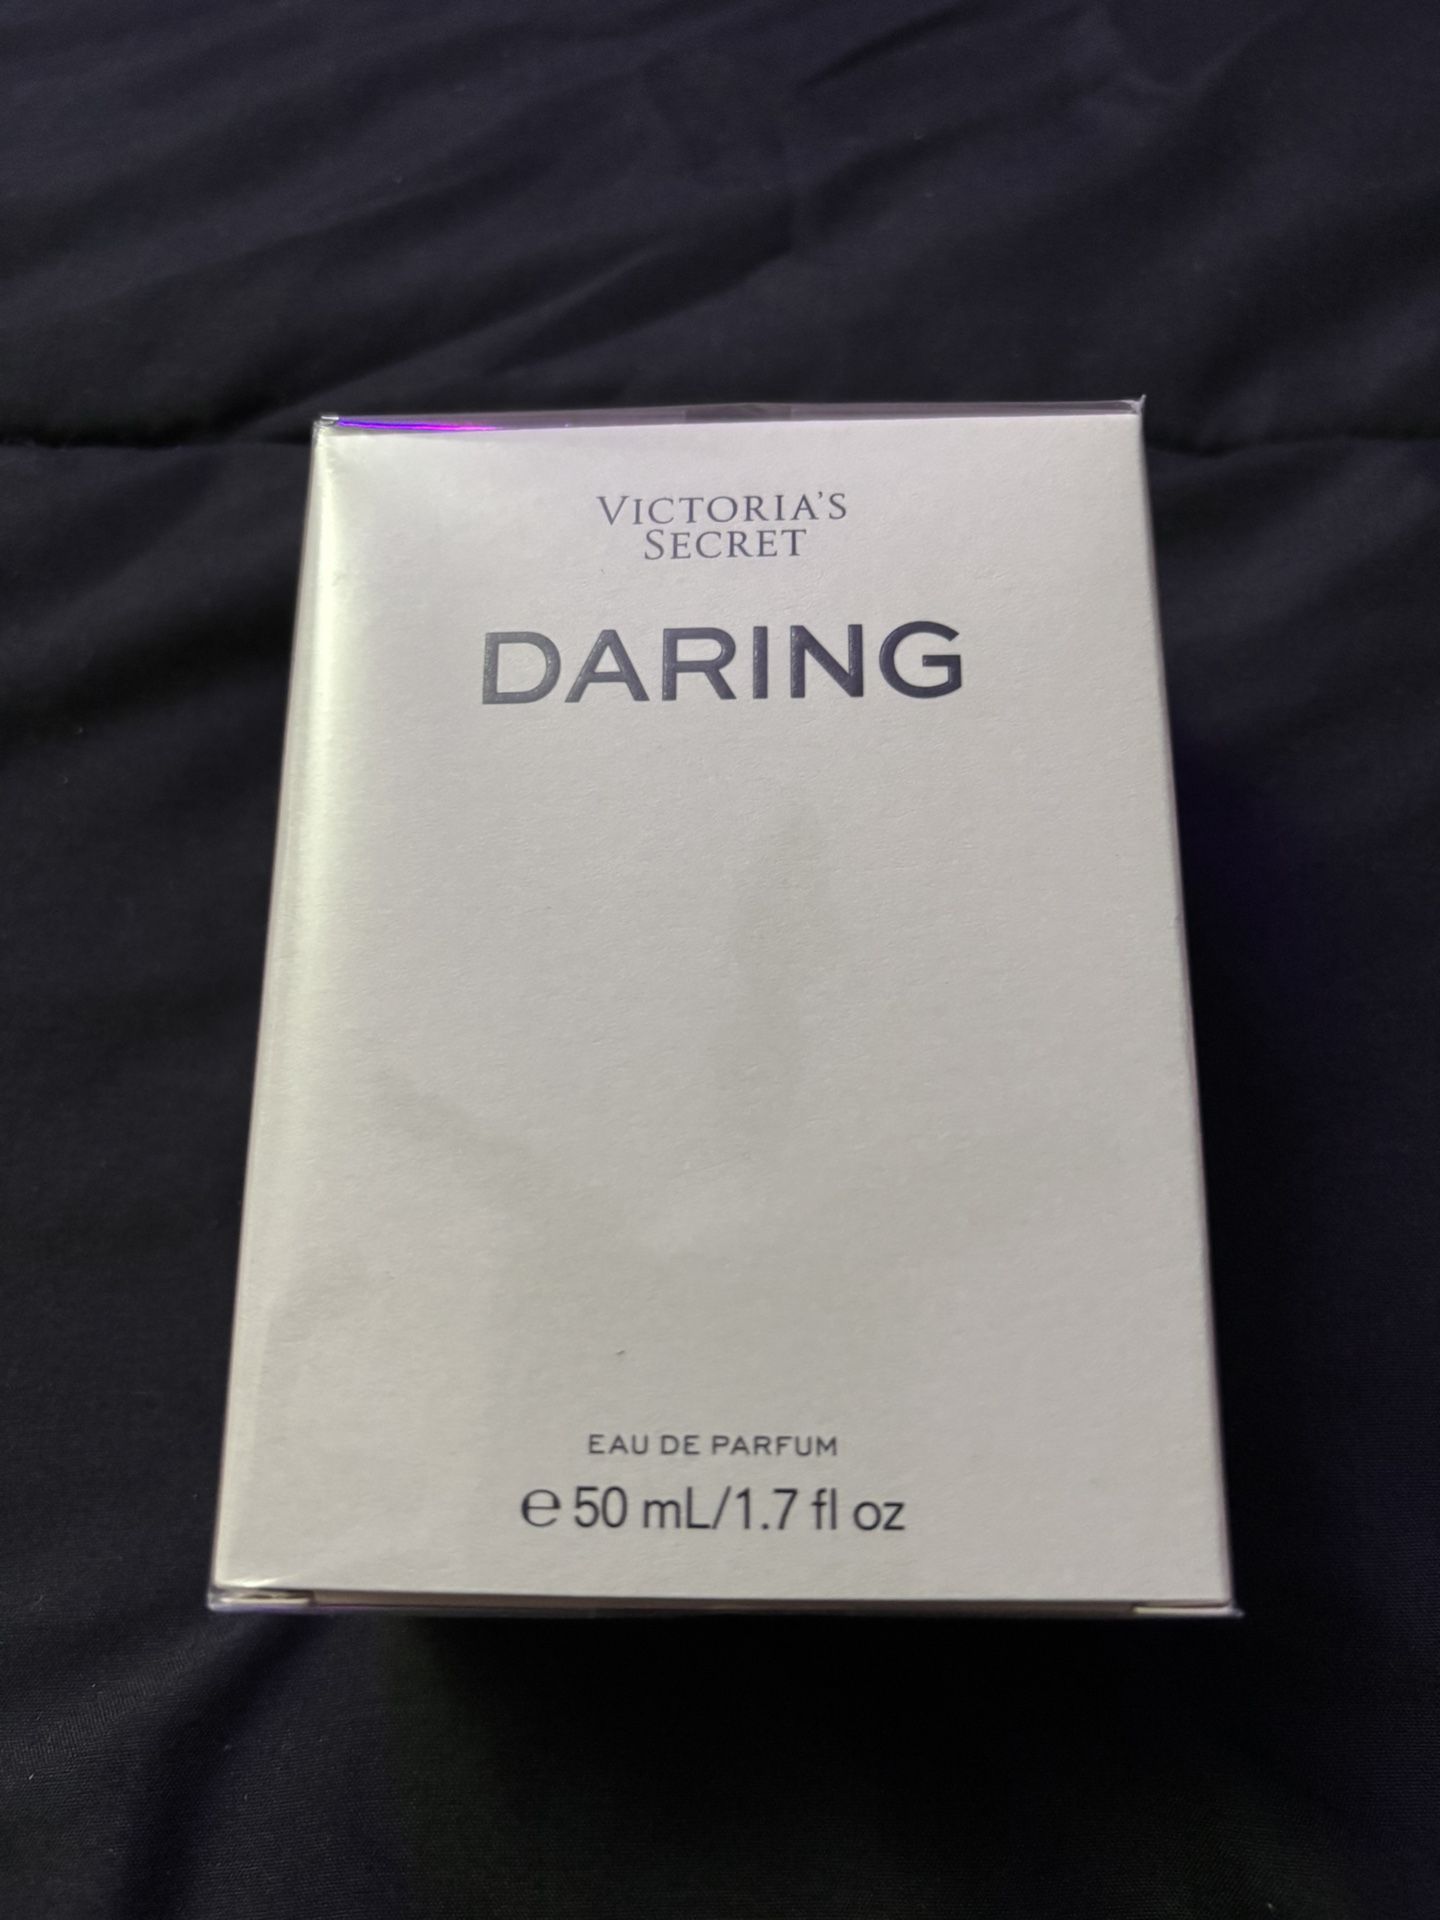 VICTORIA'S
SECRET
DARING
EAU DE PARFUM
℮ 50 mL/1.7 fl oz